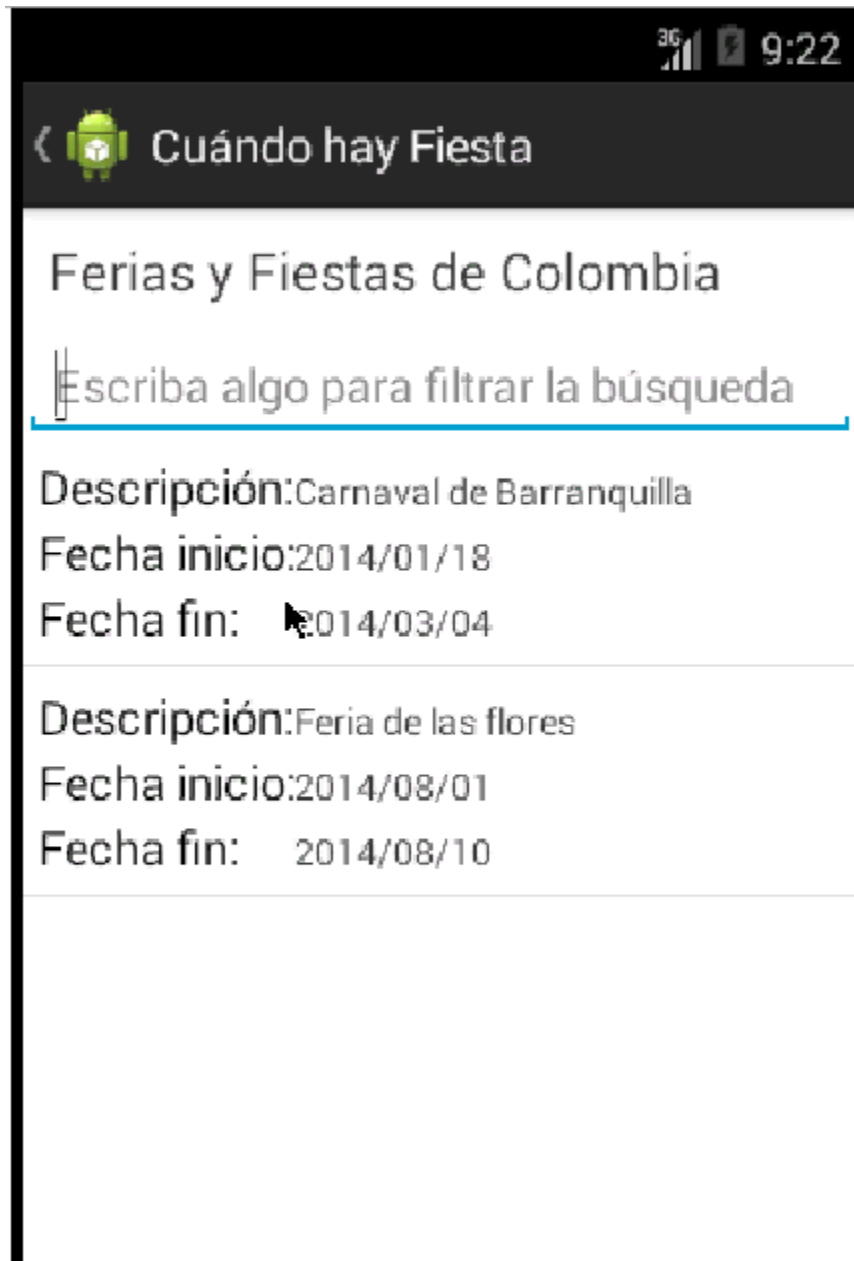 3G 9:22
Cuándo hay Fiesta
Ferias y Fiestas de Colombia
Escriba algo para filtrar la búsqueda
Descripción:Carnaval de Barranquilla
Fecha inicio:2014/01/18
Fecha fin: 2014/03/04
Descripción:Feria de las flores
Fecha inicio:2014/08/01
Fecha fin: 2014/08/10